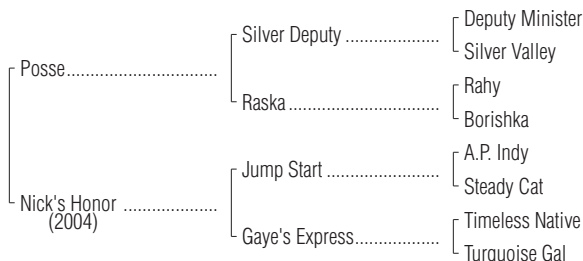 Deputy Minister
Silver Deputy ....................
Silver Valley
Posse................................
Rahy
Raska ................................
Borishka
A.P. Indy
Jump Start ........................
Steady Cat
Nick's Honor ....................
(2004)
Timeless Native
Gaye's Express..................
Turquoise Gal